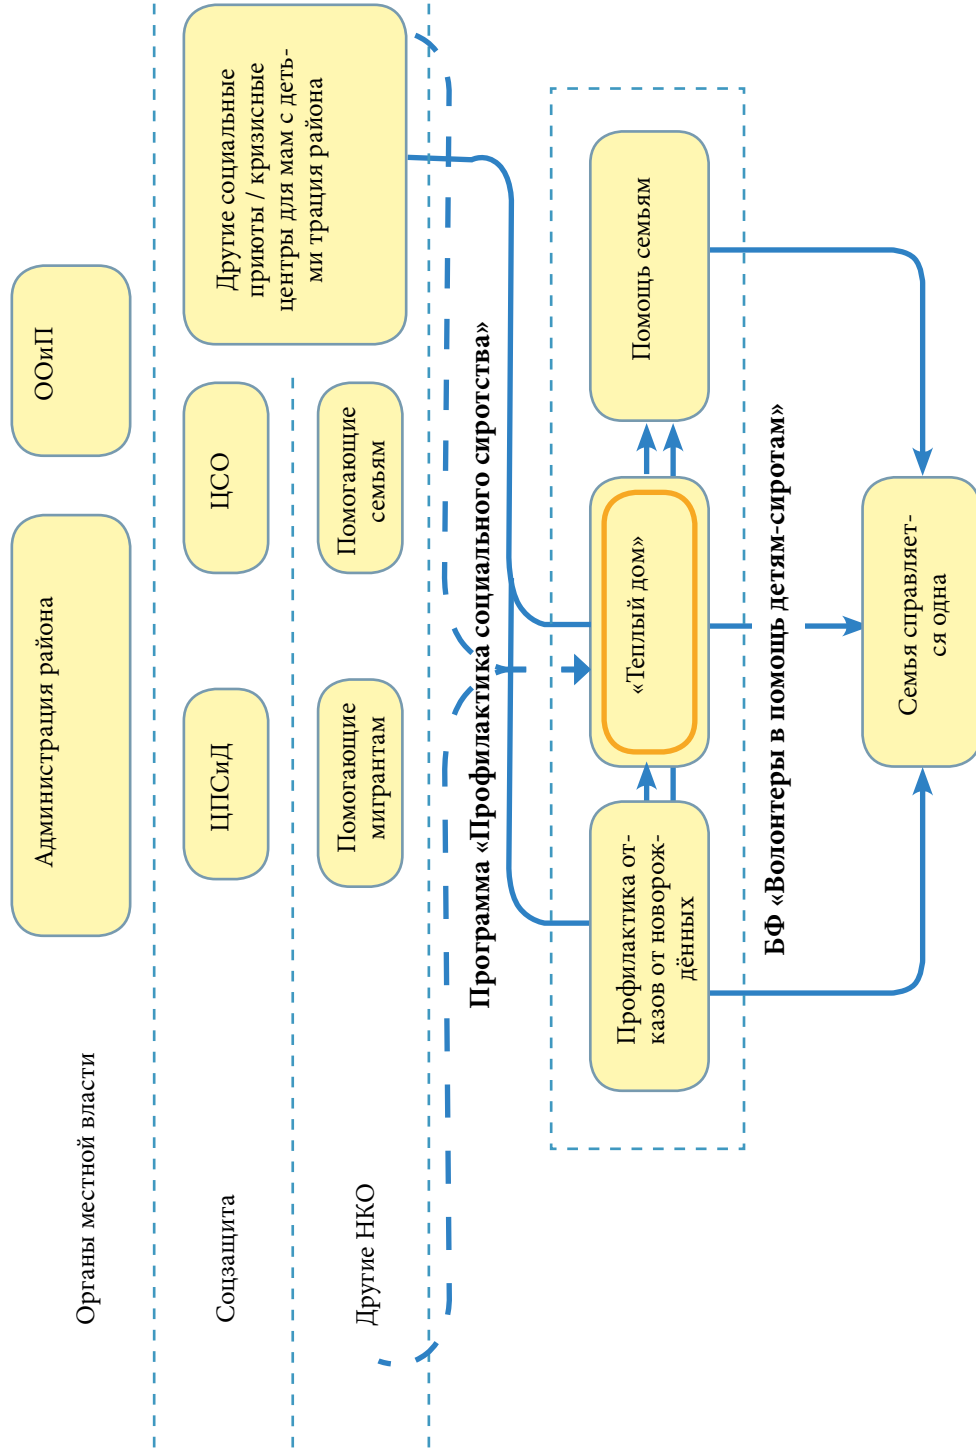 Органы местной власти
Администрация района
ООиП
Соцзащита
ЦПСиД
ЦСО
Другие социальные
приюты / кризисные
центры для мам с деть-
ми трация района
Другие НКО
Помогающие
мигрантам
Помогающие
семьям
Программа «Профилактика социального сиротства»
Профилактика от-
казов от новорож-
дённых
«Теплый дом»
Помощь семьям
БФ «Волонтеры в помощь детям-сиротам»
Семья справляет-
ся одна